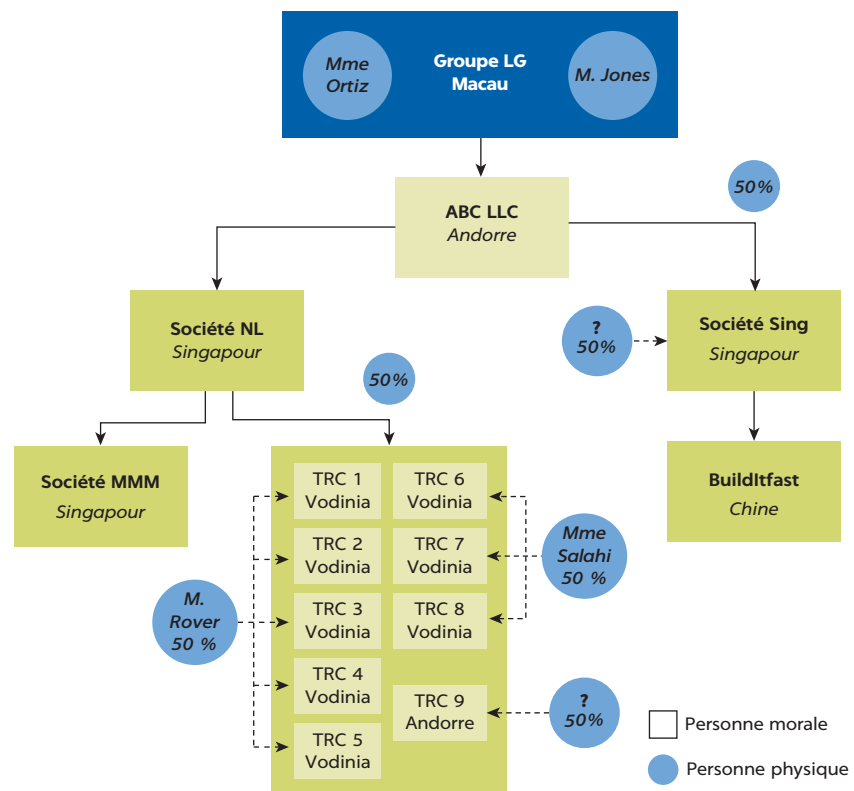 Mme
Ortiz
Groupe LG
Macau
M. Jones
50%
ABC LLC
Andorre
Société NL
Singapour
?
50%
Société Sing
Singapour
50%
Société MMM
Singapour
BuildItfast
Chine
TRC 1
Vodinia
TRC 2
Vodinia
TRC 3
Vodinia
TRC 4
Vodinia
TRC 5
Vodinia
TRC 6
Vodinia
TRC 7
Vodinia
TRC 8
Vodinia
TRC 9
Andorre
M.
Rover
50 %
Mme
Salahi
50 %
?
50%
Personne morale
Personne physique